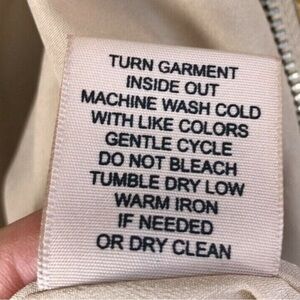 TURN GARMENT
INSIDE OUT
MACHINE WASH COLD
WITH LIKE COLORS
GENTLE CYCLE
DO NOT BLEACH
TUMBLE DRY LOW
WARM IRON
IF NEEDED
OR DRY CLEAN